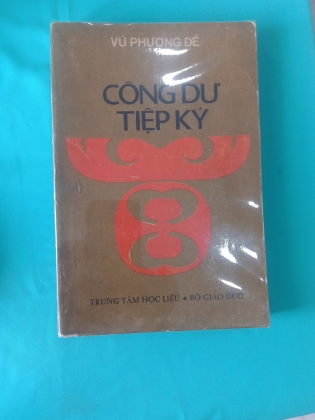 VŨ PHƯƠNG ĐỀ
CÔNG DƯ
TIỆP KÝ
TRUNG TÂM HỌC LIỆU • BỘ GIÁO DỤC